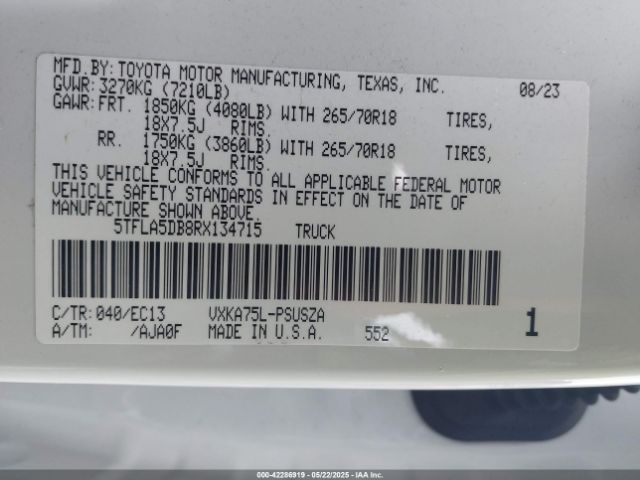 MFD.BY: TOYOTA MOTOR MANUFACTURING, TEXAS, INC. 08/23
GVWR: 3270KG (7210LB)
GAWR: FRT. 1850KG (4080LB) WITH 265/70R18 TIRES,
18X7.5J RIMS.
RR. 1750KG (3860LB) WITH 265/70R18 TIRES,
18X7.5J RIMS.
THIS VEHICLE CONFORMS TO ALL APPLICABLE FEDERAL MOTOR
VEHICLE SAFETY STANDARDS IN EFFECT ON THE DATE OF
MANUFACTURE SHOWN ABOVE.
5TFLA5DB8RX134715 TRUCK
C/TR: 040/EC13 VXKA75L-PSUSZA
A/TM: /AJA0F MADE IN U.S.A. 552 1
000-42286919 - 05/22/2025 - IAA Inc.